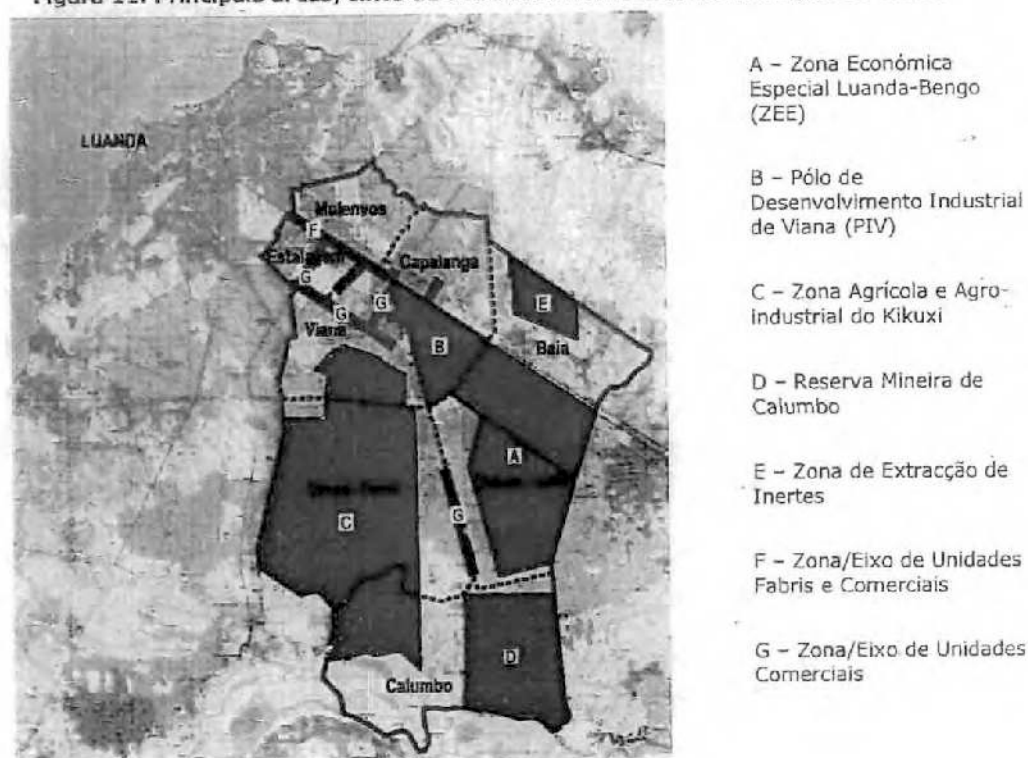 LUANDA
Mulenvos
F
Estalagem
Capalanga
G
G
E
G
Viana
B
Baia
A
C
G
D
Calumbo
A – Zona Económica
Especial Luanda-Bengo
(ZEE)
B – Pólo de
Desenvolvimento Industrial
de Viana (PIV)
C – Zona Agrícola e Agro-
industrial do Kikuxi
D – Reserva Mineira de
Calumbo
E – Zona de Extracção de
Inertes
F – Zona/Eixo de Unidades
Fabris e Comerciais
G – Zona/Eixo de Unidades
Comerciais